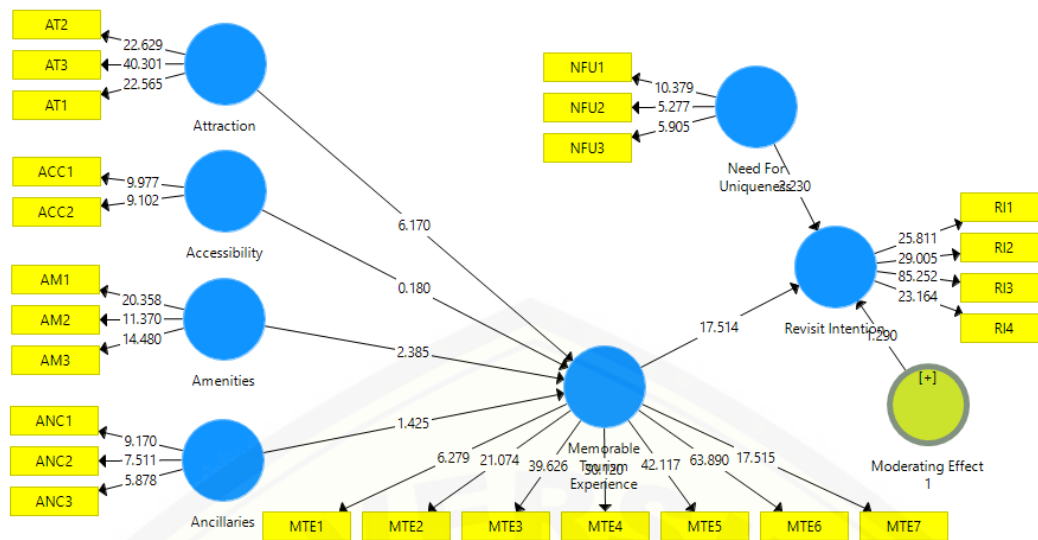 AT2
22.629
AT3
40.301
AT1
22.565
Attraction
ACC1
9.977
ACC2
9.102
Accessibility
AM1
20.358
AM2
11.370
AM3
14.480
Amenities
ANC1
9.170
ANC2
7.511
ANC3
5.878
Ancillaries
6.170
0.180
2.385
1.425
NFU1
10.379
NFU2
5.277
NFU3
5.905
Need For
Uniqueness
2.230
17.514
RI1
25.811
RI2
29.005
RI3
85.252
RI4
23.164
Revisit Intention
1.290
[+]
Moderating Effect
1
Memorable
Tourism
Experience
6.279
21.074
39.626
42.117
63.890
17.515
MTE1
MTE2
MTE3
MTE4
MTE5
MTE6
MTE7